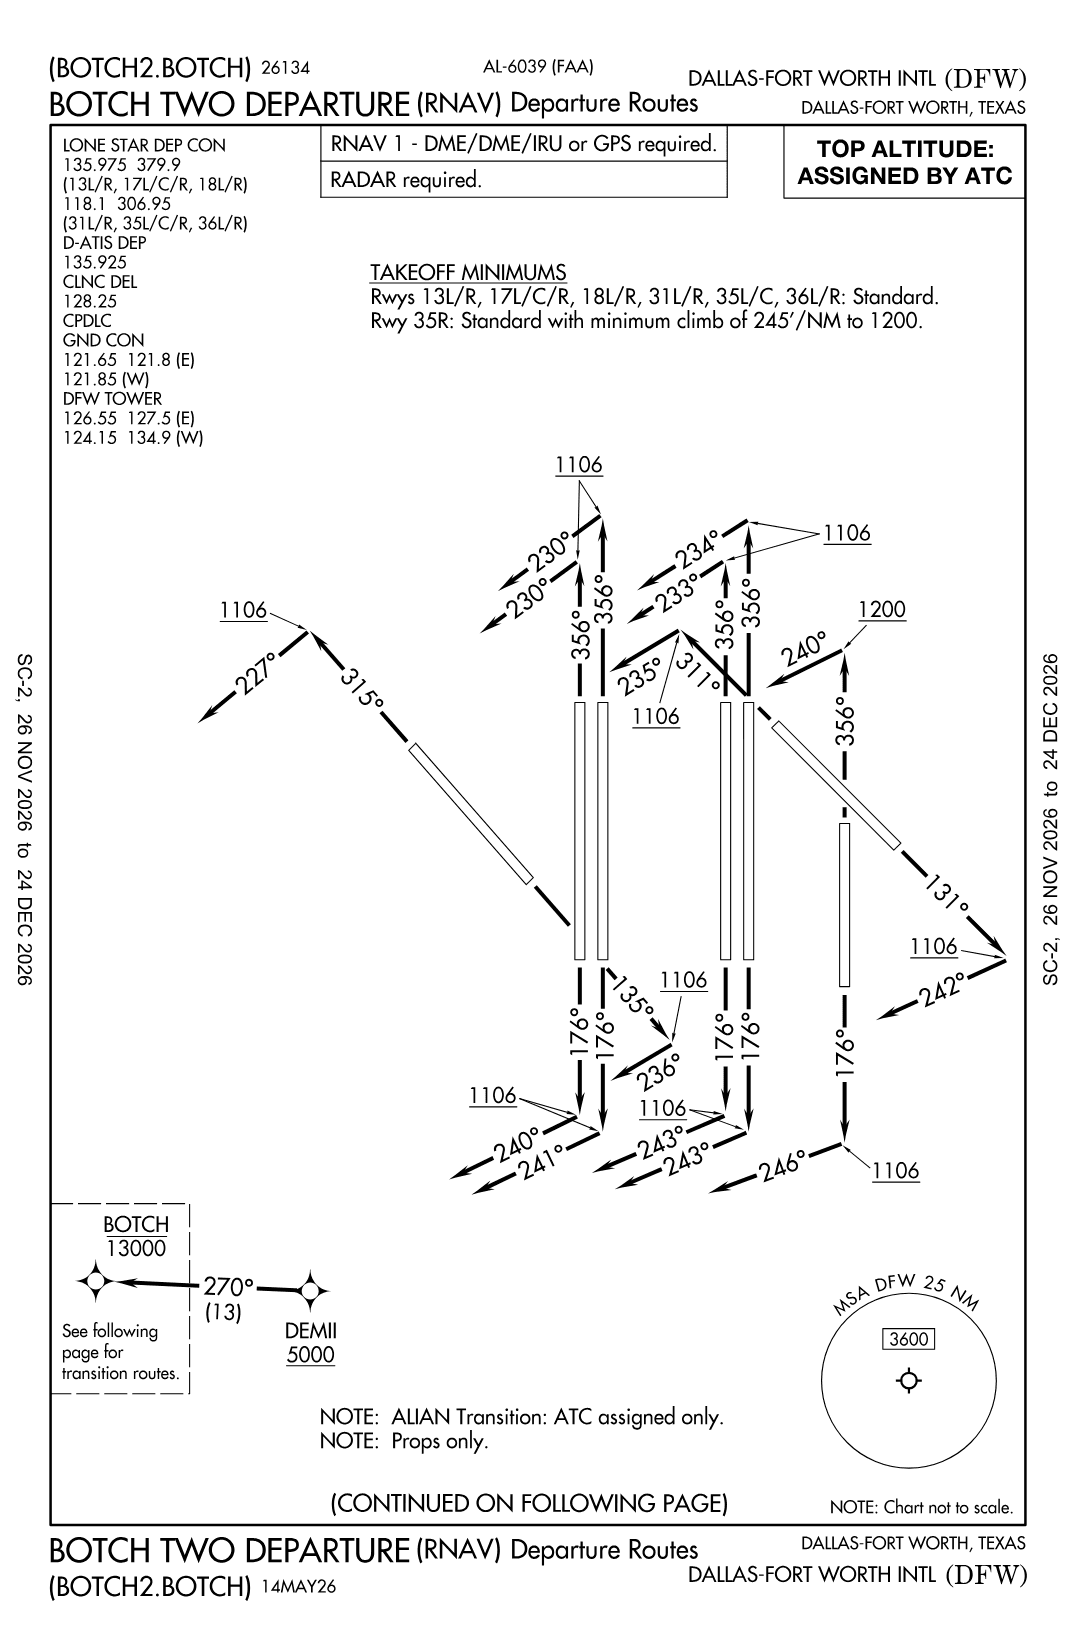 (BOTCH2.BOTCH) 26134
AL-6039 (FAA)
DALLAS-FORT WORTH INTL (DFW)
BOTCH TWO DEPARTURE (RNAV) Departure Routes
DALLAS-FORT WORTH, TEXAS
LONE STAR DEP CON
135.975 379.9
(13L/R, 17L/C/R, 18L/R)
118.1 306.95
(31L/R, 35L/C/R, 36L/R)
D-ATIS DEP
135.925
CLNC DEL
128.25
CPDLC
GND CON
121.65 121.8 (E)
121.85 (W)
DFW TOWER
126.55 127.5 (E)
124.15 134.9 (W)
RNAV 1 - DME/DME/IRU or GPS required.
RADAR required.
TOP ALTITUDE:
ASSIGNED BY ATC
TAKEOFF MINIMUMS
Rwys 13L/R, 17L/C/R, 18L/R, 31L/R, 35L/C, 36L/R: Standard.
Rwy 35R: Standard with minimum climb of 245'/NM to 1200.
1106
230°
230°
356°
356°
1106
234°
233°
356°
356°
1106
227°
315°
235°
311°
1106
1200
240°
356°
131°
1106
242°
135°
1106
236°
176°
176°
176°
176°
176°
1106
240°
241°
1106
243°
243°
246°
1106
BOTCH
13000
270°
(13)
DEMII
5000
See following
page for
transition routes.
MSA DFW 25 NM
3600
NOTE: ALIAN Transition: ATC assigned only.
NOTE: Props only.
(CONTINUED ON FOLLOWING PAGE)
NOTE: Chart not to scale.
SC-2, 26 NOV 2026 to 24 DEC 2026
SC-2, 26 NOV 2026 to 24 DEC 2026
BOTCH TWO DEPARTURE (RNAV) Departure Routes
DALLAS-FORT WORTH, TEXAS
(BOTCH2.BOTCH) 14MAY26
DALLAS-FORT WORTH INTL (DFW)